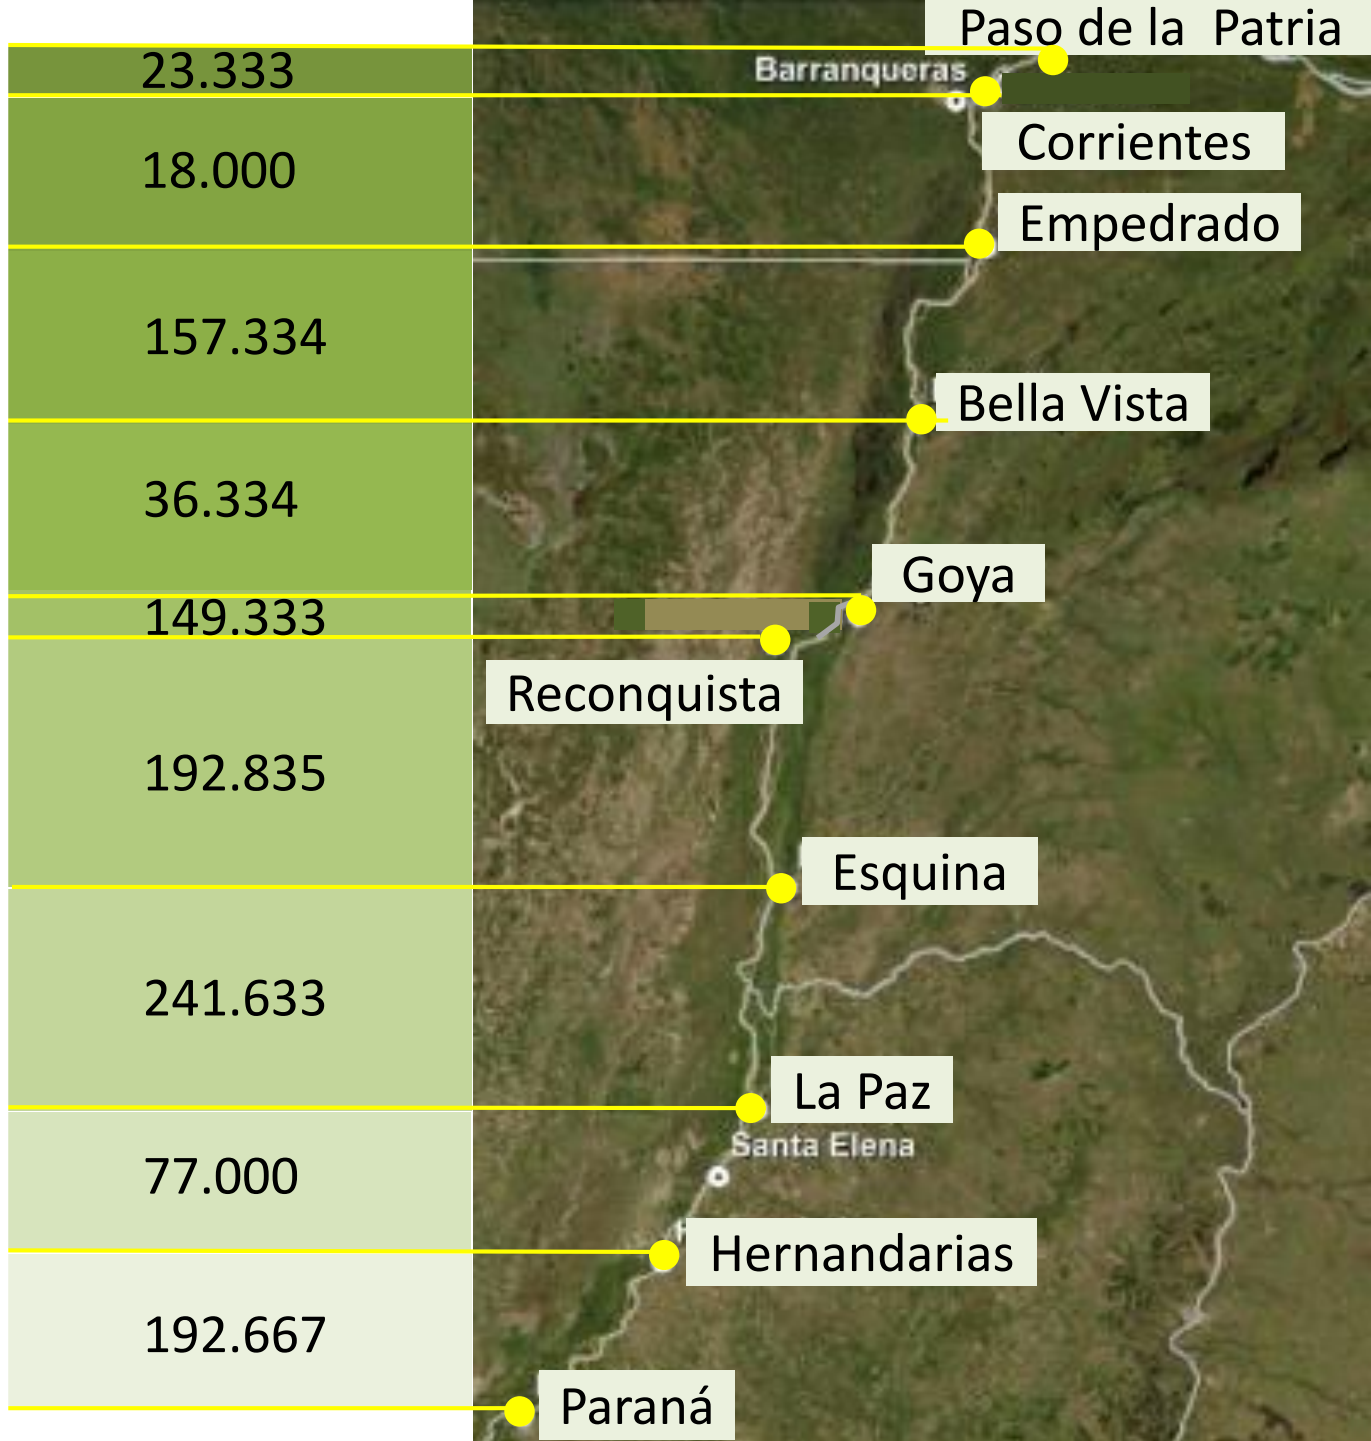 Paso de la Patria
23.333
Barranqueras
Corrientes
18.000
Empedrado
157.334
Bella Vista
36.334
Goya
149.333
Reconquista
192.835
Esquina
241.633
La Paz
Santa Elena
77.000
Hernandarias
192.667
Paraná